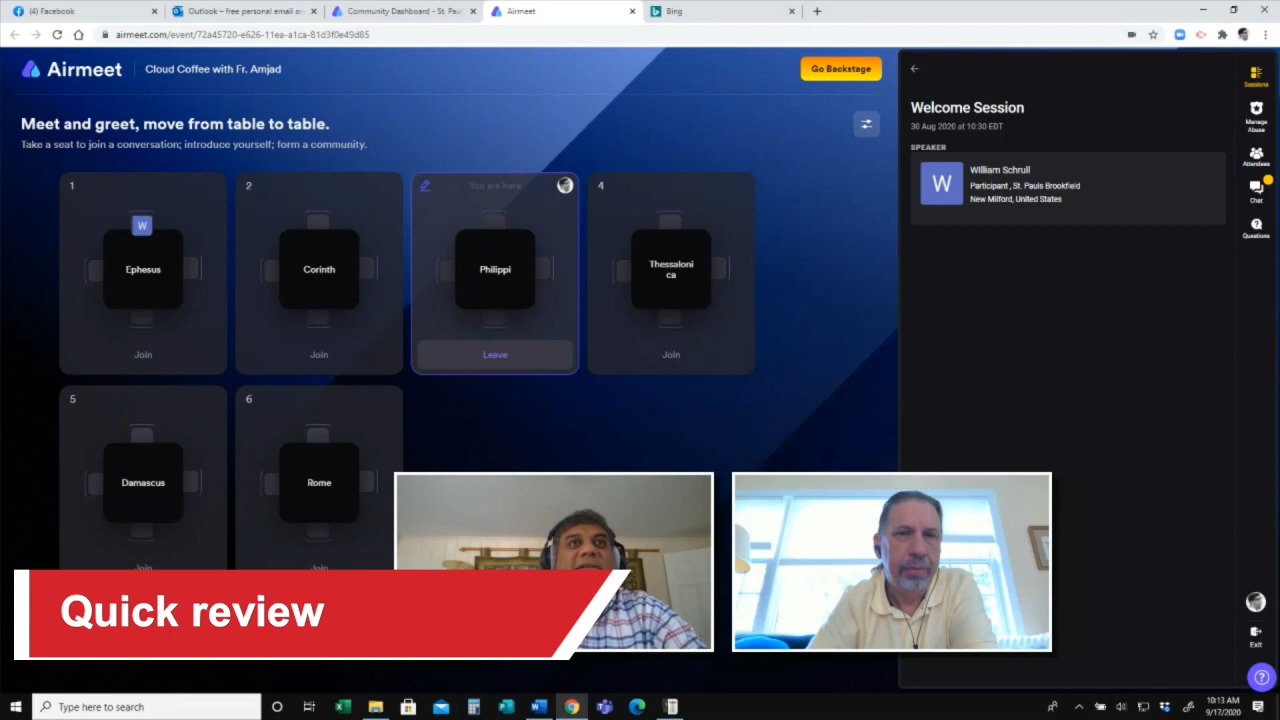 (4) Facebook
Outlook – free personal email an
Community Dashboard - St. Paul'
Airmeet
Bing
airmeet.com/event/72a45720-e626-11ea-a1ca-81d3f0e49d85
Airmeet
Cloud Coffee with Fr. Amjad
Go Backstage
Meet and greet, move from table to table.
Take a seat to join a conversation; introduce yourself; form a community.
1
Ephesus
Join
2
Corinth
Join
You are here
Philippi
Leave
4
Thessaloni
ca
Join
5
Damascus
Join
6
Rome
Join
Welcome Session
30 Aug 2020 at 10:30 EDT
SPEAKER
W
William Schrull
Participant , St. Pauls Brookfield
New Milford, United States
W
Sessions
Manage
Abuse
Attendees
Chat
Questions
Exit
Quick review
Type here to search
10:13 AM
9/17/2020